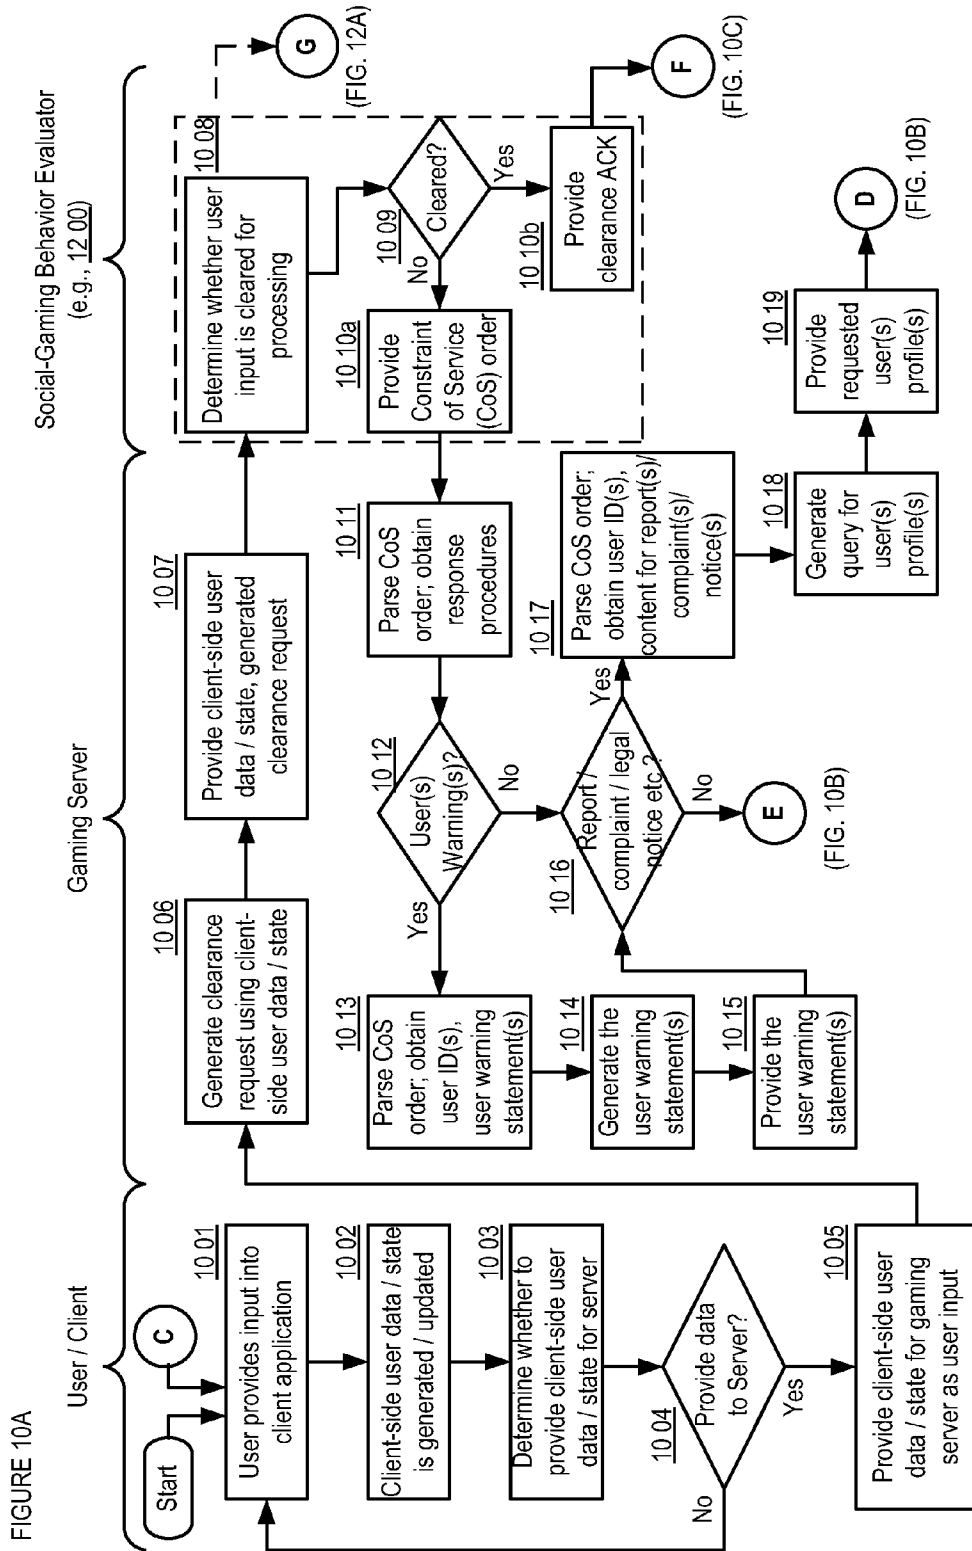 FIGURE 10A
User / Client
Gaming Server
Social-Gaming Behavior Evaluator
(e.g., 12 00)
Start
C
10 01
User provides input into
client application
10 02
Client-side user data / state
is generated / updated
10 03
Determine whether to
provide client-side user
data / state for server
10 04
Provide data
to Server?
No
Yes
10 05
Provide client-side user
data / state for gaming
server as user input
10 06
Generate clearance
request using client-
side user data / state
10 07
Provide client-side user
data / state, generated
clearance request
10 08
Determine whether user
input is cleared for
processing
G
(FIG. 12A)
10 09
Cleared?
No
Yes
10 10a
Provide
Constraint
of Service
(CoS) order
10 10b
Provide
clearance ACK
F
(FIG. 10C)
10 11
Parse CoS
order; obtain
response
procedures
10 12
User(s)
Warning(s)?
Yes
No
10 13
Parse CoS
order; obtain
user ID(s),
user warning
statement(s)
10 14
Generate the
user warning
statement(s)
10 15
Provide the
user warning
statement(s)
10 16
Report /
complaint / legal
notice etc.?
Yes
No
E
(FIG. 10B)
10 17
Parse CoS order;
obtain user ID(s),
content for report(s)/
complaint(s)/
notice(s)
10 18
Generate
query for
user(s)
profile(s)
10 19
Provide
requested
user(s)
profile(s)
D
(FIG. 10B)